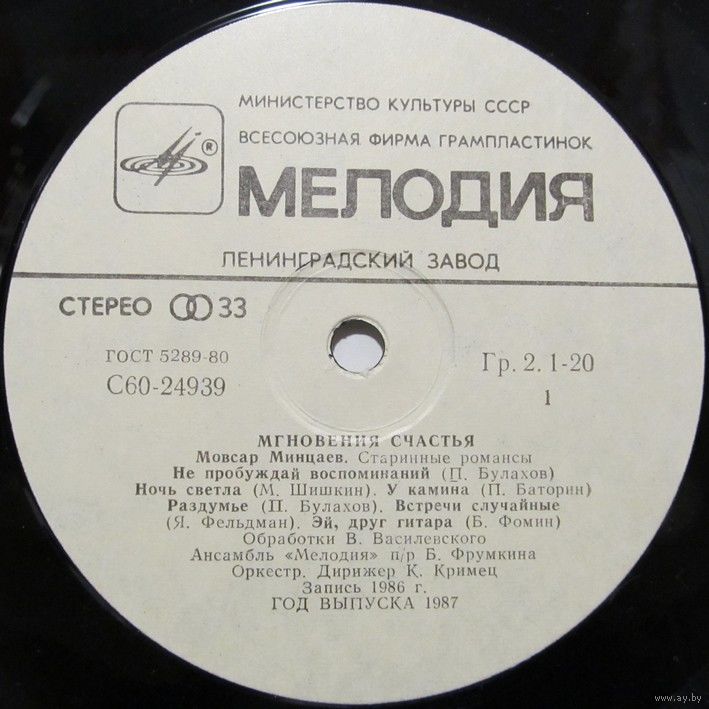 МИНИСТЕРСТВО КУЛЬТУРЫ СССР
ВСЕСОЮЗНАЯ ФИРМА ГРАМПЛАСТИНОК
®
МЕЛОДИЯ
ЛЕНИНГРАДСКИЙ ЗАВОД
СТЕРЕО 33
ГОСТ 5289-80
С60-24939
Гр. 2. 1-20
1
МГНОВЕНИЯ СЧАСТЬЯ
Мовсар Минцаев. Старинные романсы
Не пробуждай воспоминаний (П. Булахов)
Ночь светла (М. Шишкин). У камина (П. Баторин)
Раздумье (П. Булахов). Встречи случайные
(Я. Фельдман). Эй, друг гитара (Б. Фомин)
Обработки В. Василевского
Ансамбль «Мелодия» п/р Б. Фрумкина
Оркестр. Дирижер К. Кримец
Запись 1986 г.
ГОД ВЫПУСКА 1987
www.ay.by